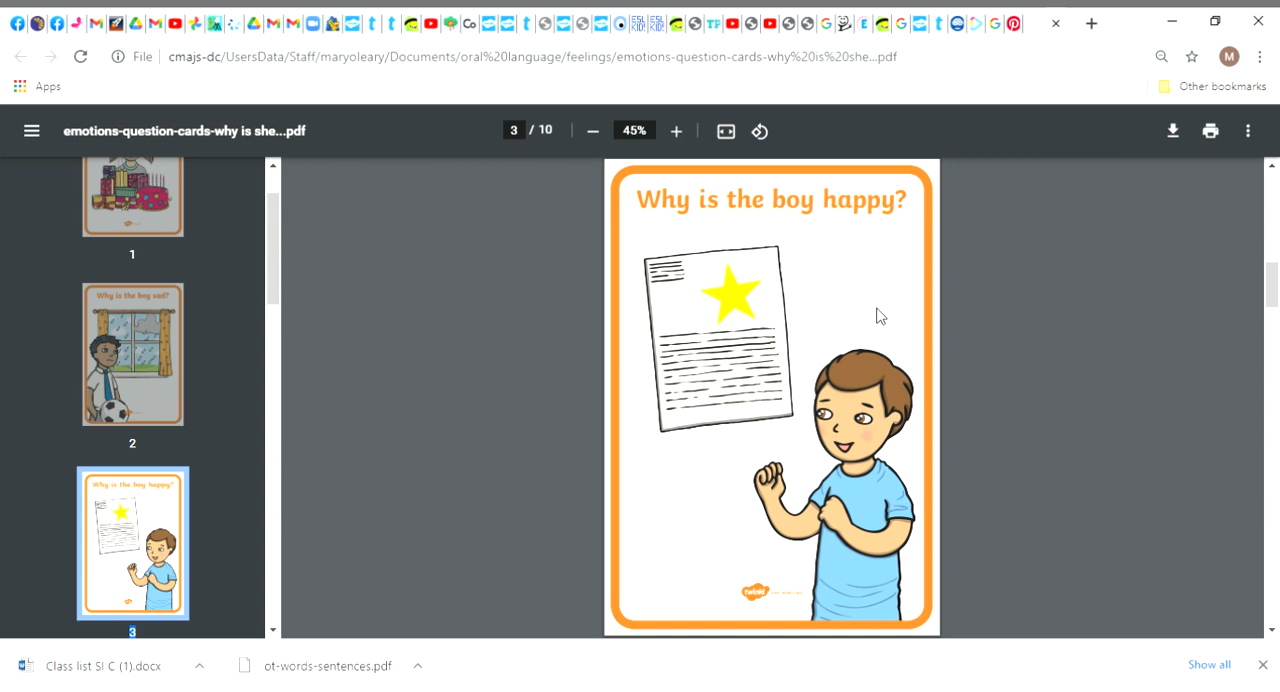 File
cmajs-dc/UsersData/Staff/maryoleary/Documents/oral%20language/feelings/emotions-question-cards-why%20is%20she...pdf
M
Apps
Other bookmarks
emotions-question-cards-why is she...pdf
3 / 10
45%
1
Why is the boy sad?
2
Why is the boy happy?
3
Why is the boy happy?
twinkl
Class list SI C (1).docx
ot-words-sentences.pdf
Show all